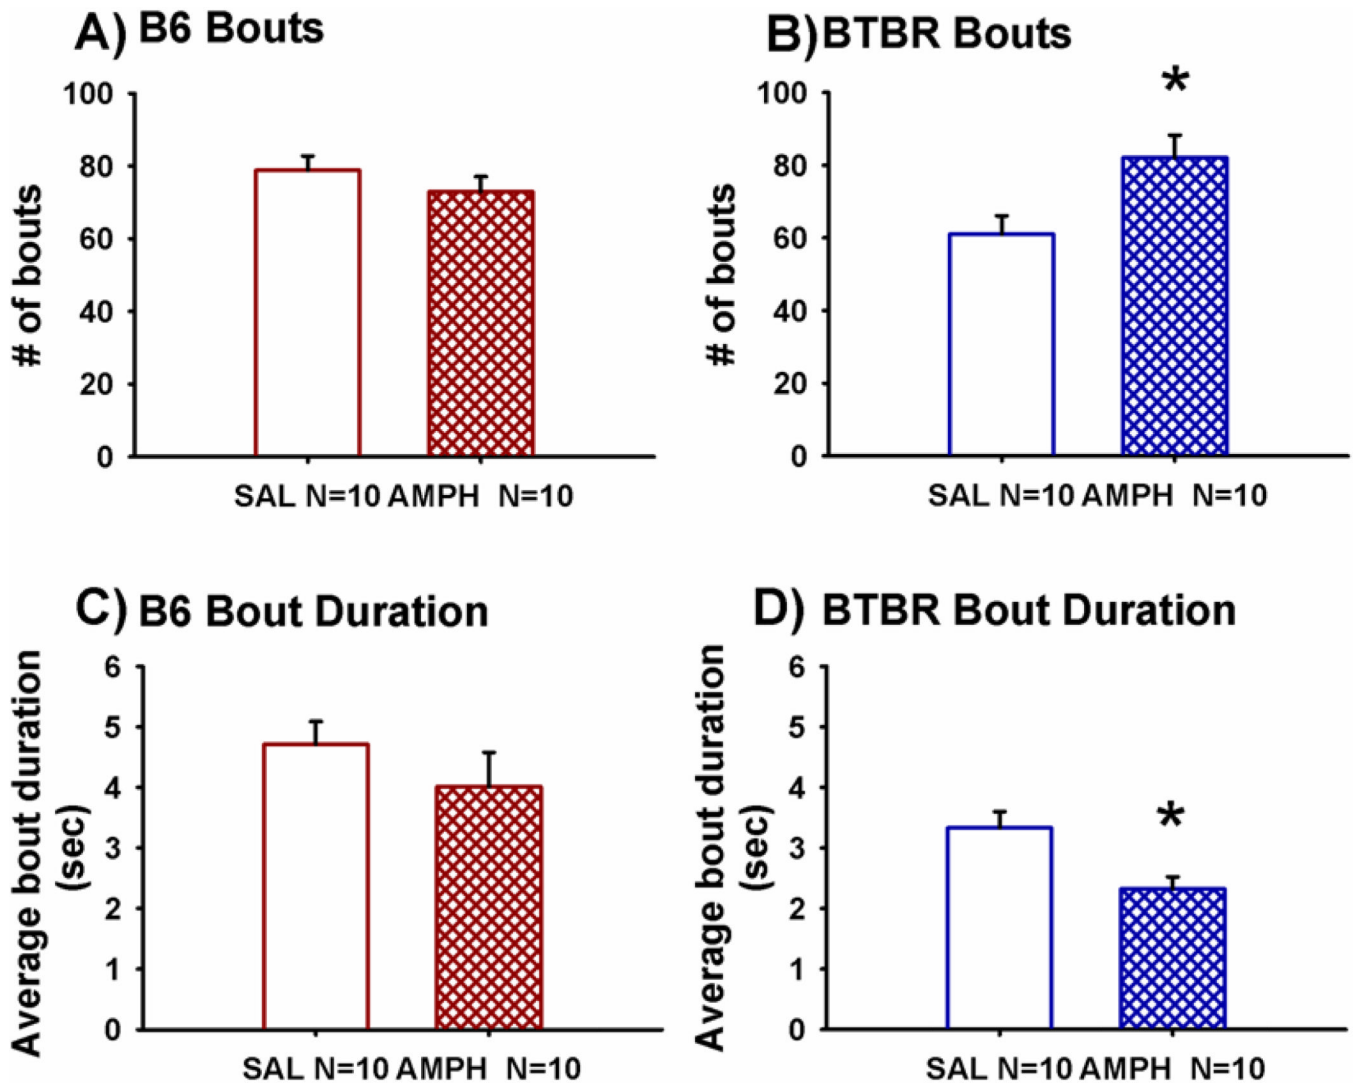 A) B6 Bouts
# of bouts
100
80
60
40
20
0
SAL N=10 AMPH N=10
B) BTBR Bouts
*
# of bouts
100
80
60
40
20
0
SAL N=10 AMPH N=10
C) B6 Bout Duration
Average bout duration
(sec)
6
5
4
3
2
1
0
SAL N=10 AMPH N=10
D) BTBR Bout Duration
*
Average bout duration
(sec)
6
5
4
3
2
1
0
SAL N=10 AMPH N=10